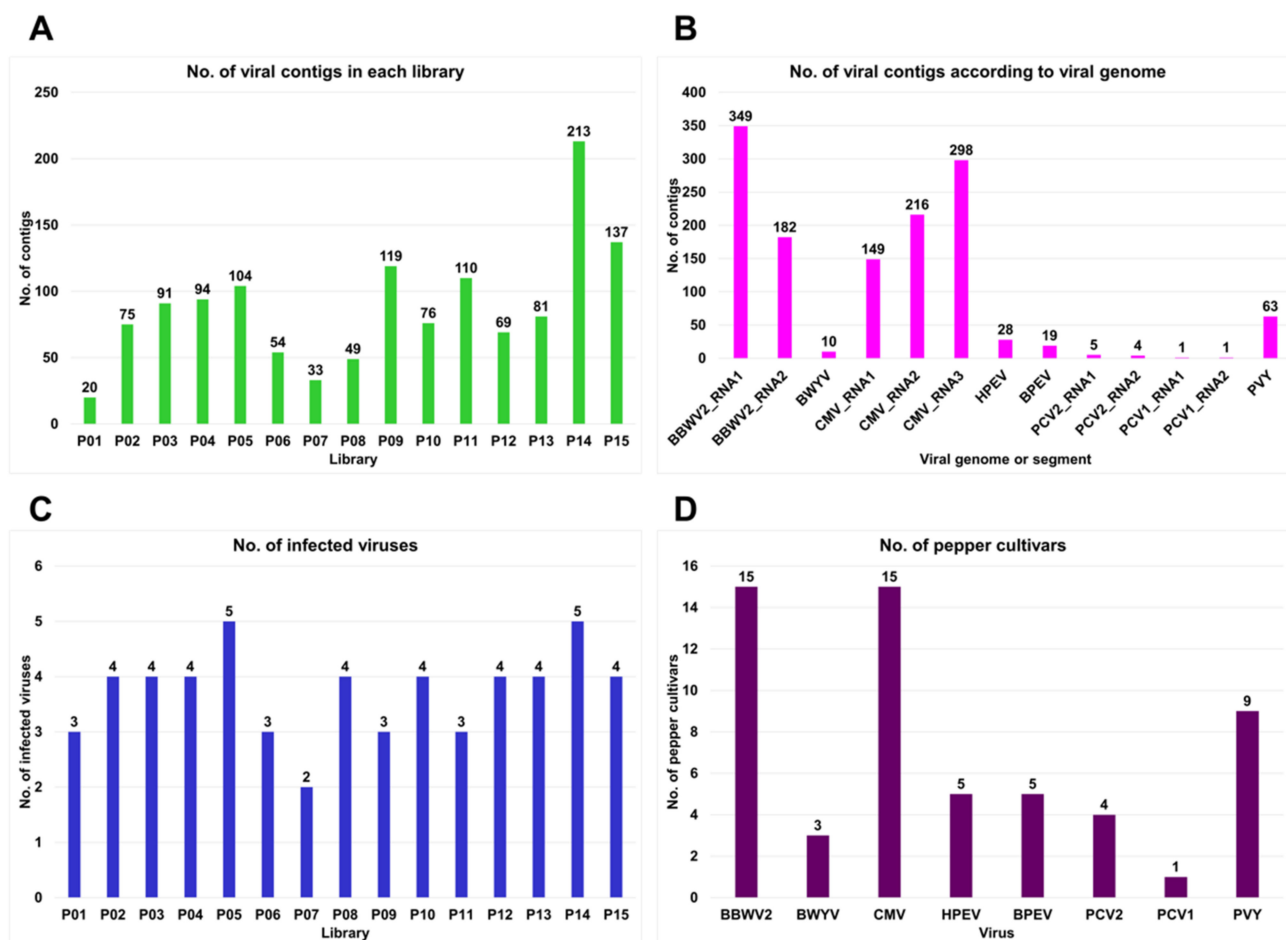 A
No. of viral contigs in each library
No. of contigs
250
200
150
100
50
0
20
75
91
94
104
54
33
49
119
76
110
69
81
213
137
P01 P02 P03 P04 P05 P06 P07 P08 P09 P10 P11 P12 P13 P14 P15
Library
B
No. of viral contigs according to viral genome
No. of contigs
400
350
300
250
200
150
100
50
0
349
182
10
149
216
298
28
19
5
4
1
1
63
BBWV2_RNA1
BBWV2_RNA2
BWYV
CMV_RNA1
CMV_RNA2
CMV_RNA3
HPEV
BPEV
PCV2_RNA1
PCV2_RNA2
PCV1_RNA1
PCV1_RNA2
PVY
Viral genome or segment
C
No. of infected viruses
No. of infected viruses
6
5
4
3
2
1
0
3
4
4
4
5
3
2
4
3
4
3
4
4
5
4
P01 P02 P03 P04 P05 P06 P07 P08 P09 P10 P11 P12 P13 P14 P15
Library
D
No. of pepper cultivars
No. of pepper cultivars
16
14
12
10
8
6
4
2
0
15
3
15
5
5
4
1
9
BBWV2 BWYV CMV HPEV BPEV PCV2 PCV1 PVY
Virus